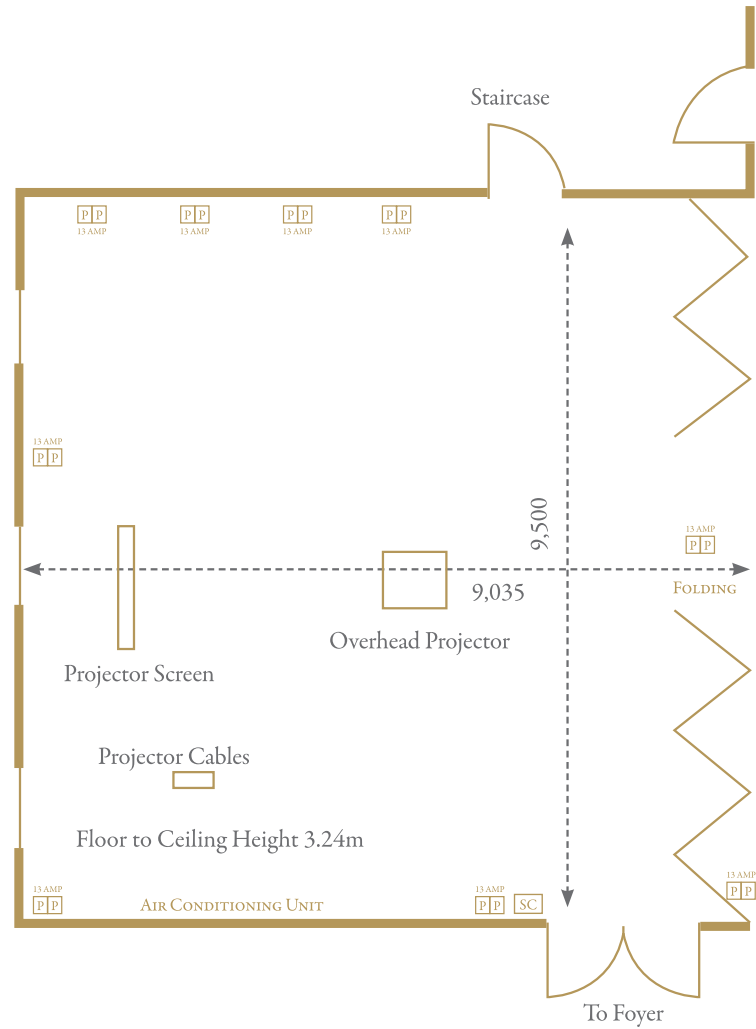 Staircase
P P P P P P P P
13 AMP 13 AMP 13 AMP 13 AMP
13 AMP
P P
9,500
13 AMP
P P
9,035
FOLDING
Overhead Projector
Projector Screen
Projector Cables
Floor to Ceiling Height 3.24m
13 AMP
P P
AIR CONDITIONING UNIT
13 AMP
P P
SC
13 AMP
P P
To Foyer